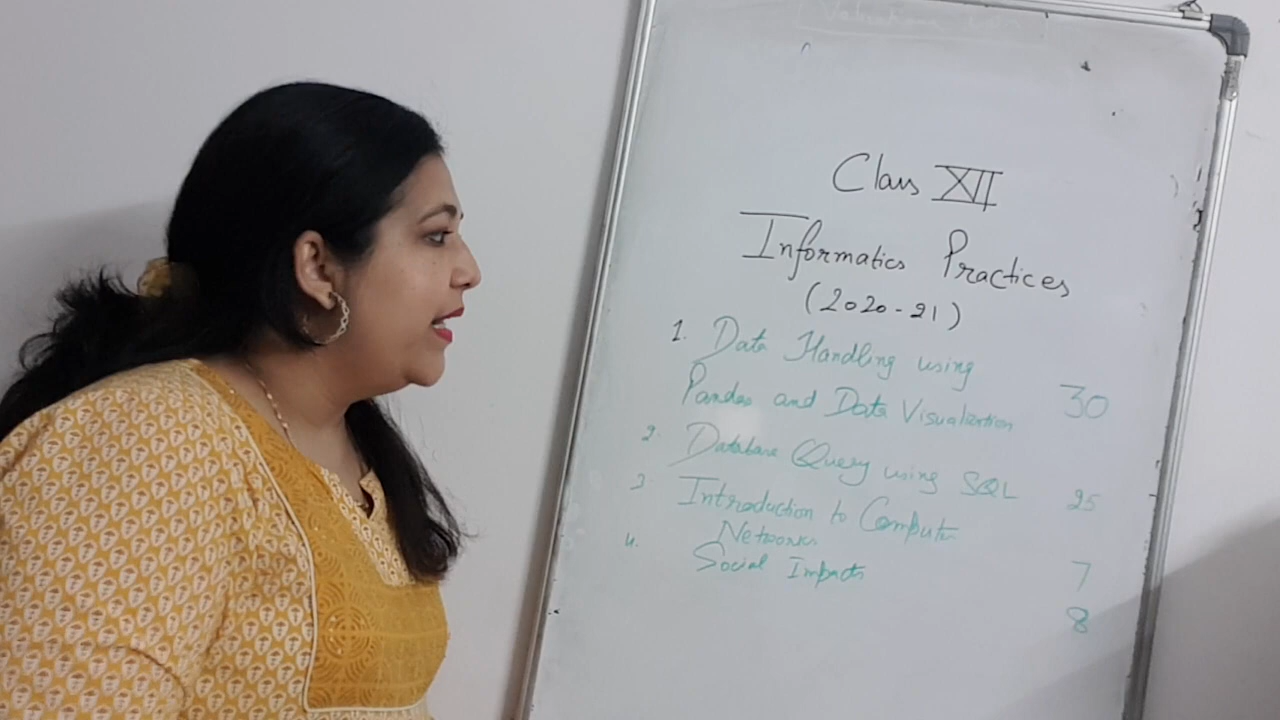 Class XII
Informatics Practices
(2020-21)
1. Data Handling using
Pandas and Data Visualization 30
2. Database Query using SQL 25
3. Introduction to Computer
Networks 7
4. Social Impacts 8